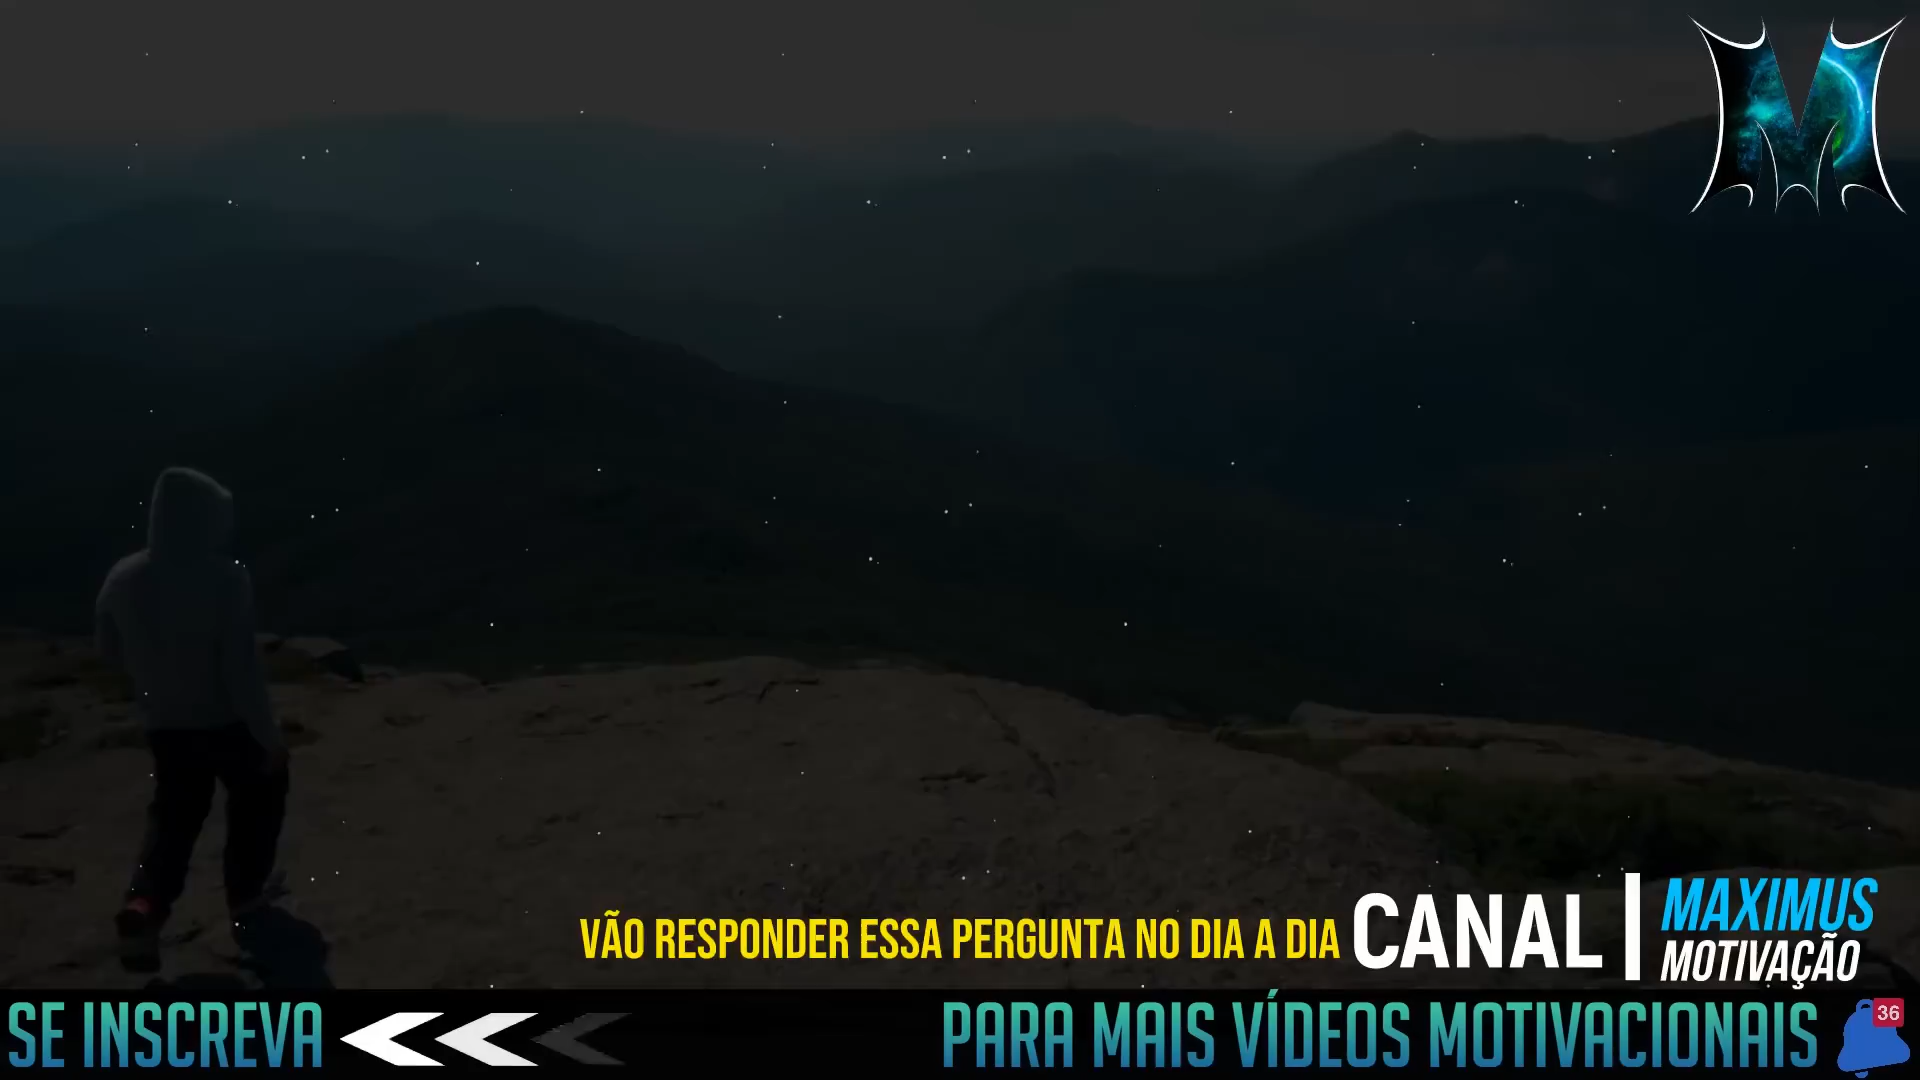 M
VÃO RESPONDER ESSA PERGUNTA NO DIA A DIA
CANAL
MAXIMUS
MOTIVAÇÃO
SE INSCREVA
PARA MAIS VÍDEOS MOTIVACIONAIS
36